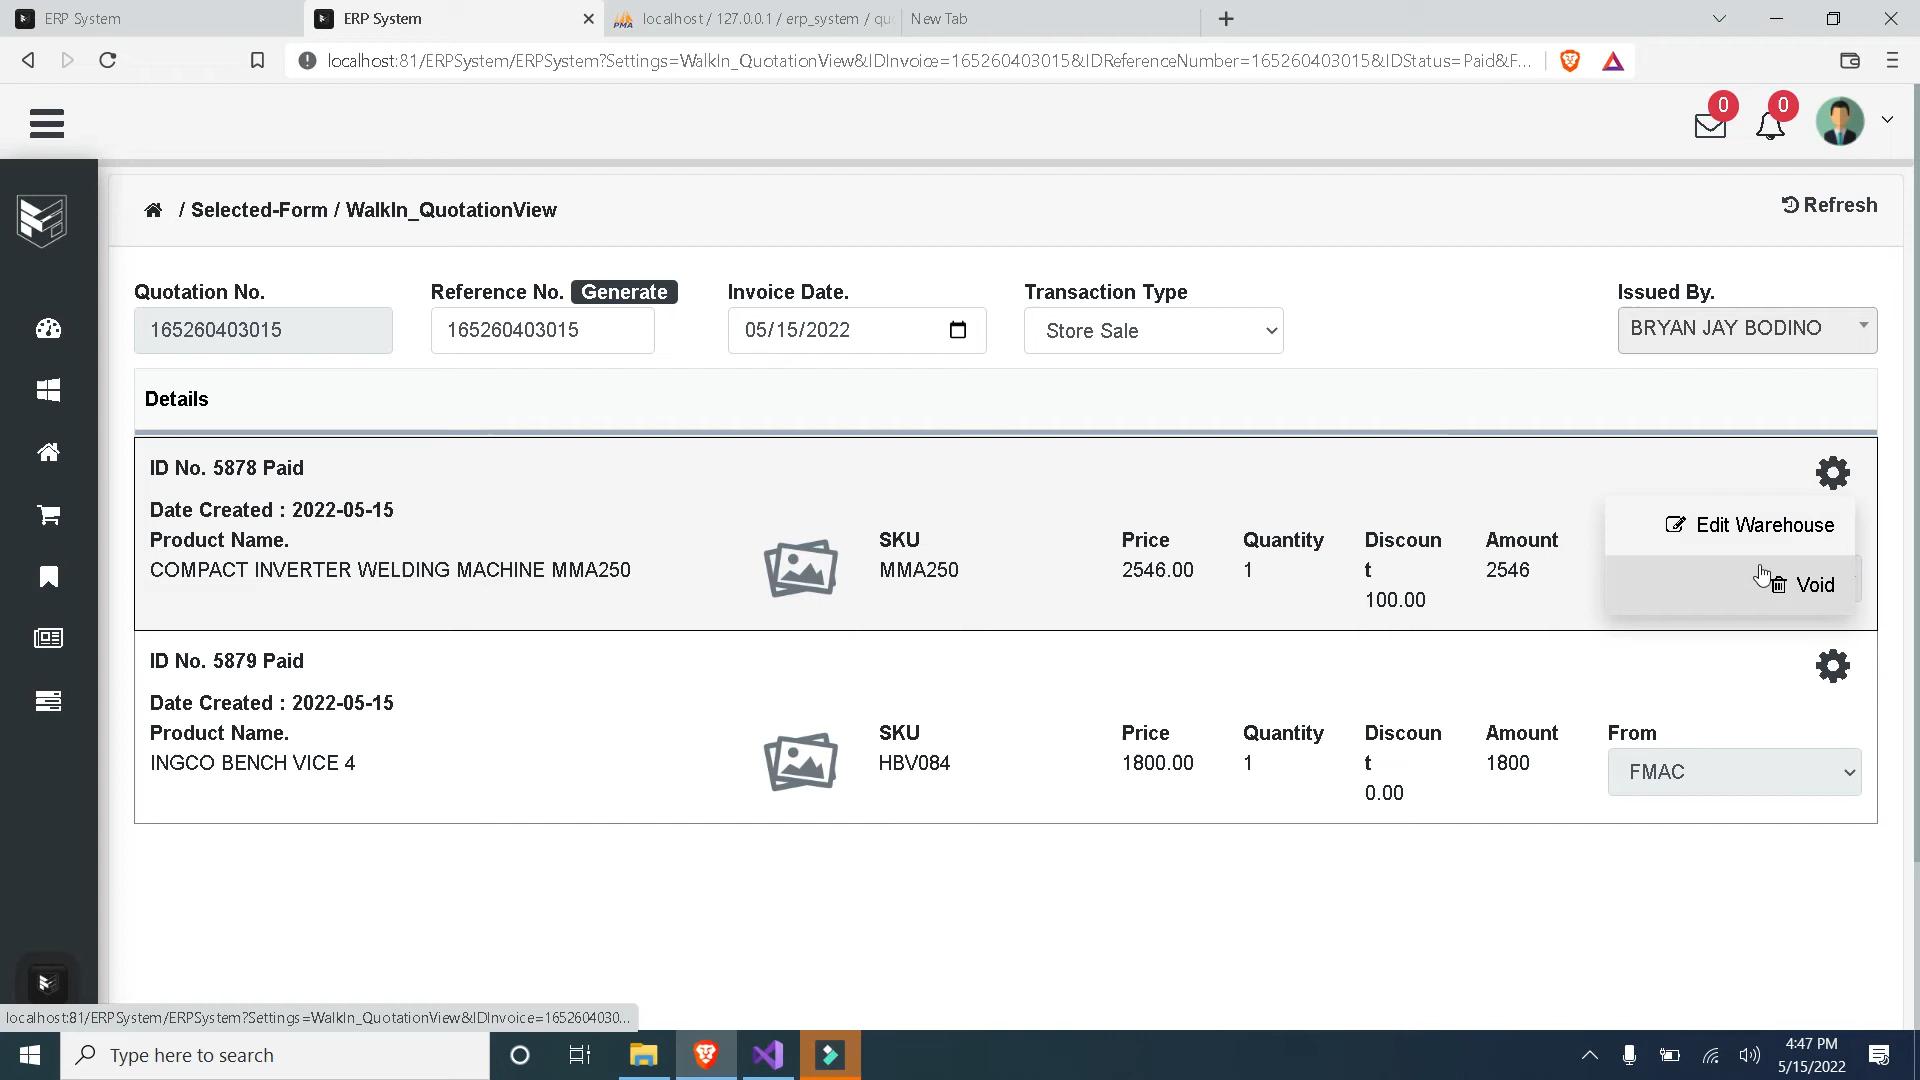 ERP System
ERP System
PMA localhost / 127.0.0.1 / erp_system / qu
New Tab
localhost:81/ERPSystem/ERPSystem?Settings=WalkIn_QuotationView&IDInvoice=165260403015&IDReferenceNumber=165260403015&IDStatus=Paid&F...
0 0
/ Selected-Form / WalkIn_QuotationView
Refresh
Quotation No. Reference No. Generate Invoice Date. Transaction Type Issued By.
165260403015 165260403015 05/15/2022 Store Sale BRYAN JAY BODINO
Details
ID No. 5878 Paid
Date Created : 2022-05-15
Edit Warehouse
Product Name. SKU Price Quantity Discoun Amount
COMPACT INVERTER WELDING MACHINE MMA250 MMA250 2546.00 1 t 2546
Void
100.00
ID No. 5879 Paid
Date Created : 2022-05-15
Product Name. SKU Price Quantity Discoun Amount From
INGCO BENCH VICE 4 HBV084 1800.00 1 t 1800 FMAC
0.00
localhost:81/ERPSystem/ERPSystem?Settings=WalkIn_QuotationView&IDInvoice=1652604030...
Type here to search
4:47 PM
5/15/2022